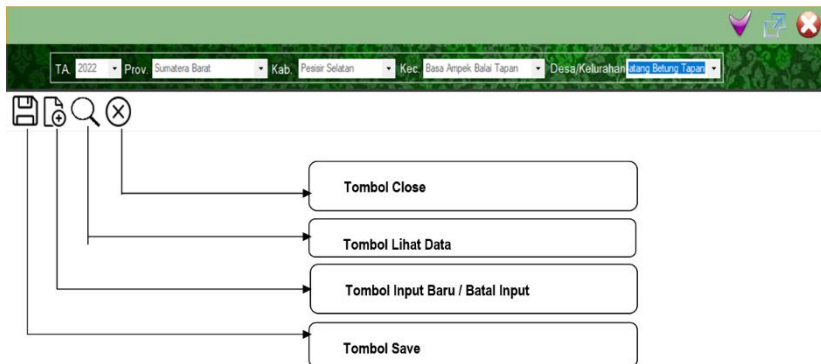 TA. 2022 Prov. Sumatera Barat Kab. Pesisir Selatan Kec. Basa Ampek Balai Tapan Desa/Kelurahan atang Betung Tapan
Tombol Close
Tombol Lihat Data
Tombol Input Baru / Batal Input
Tombol Save